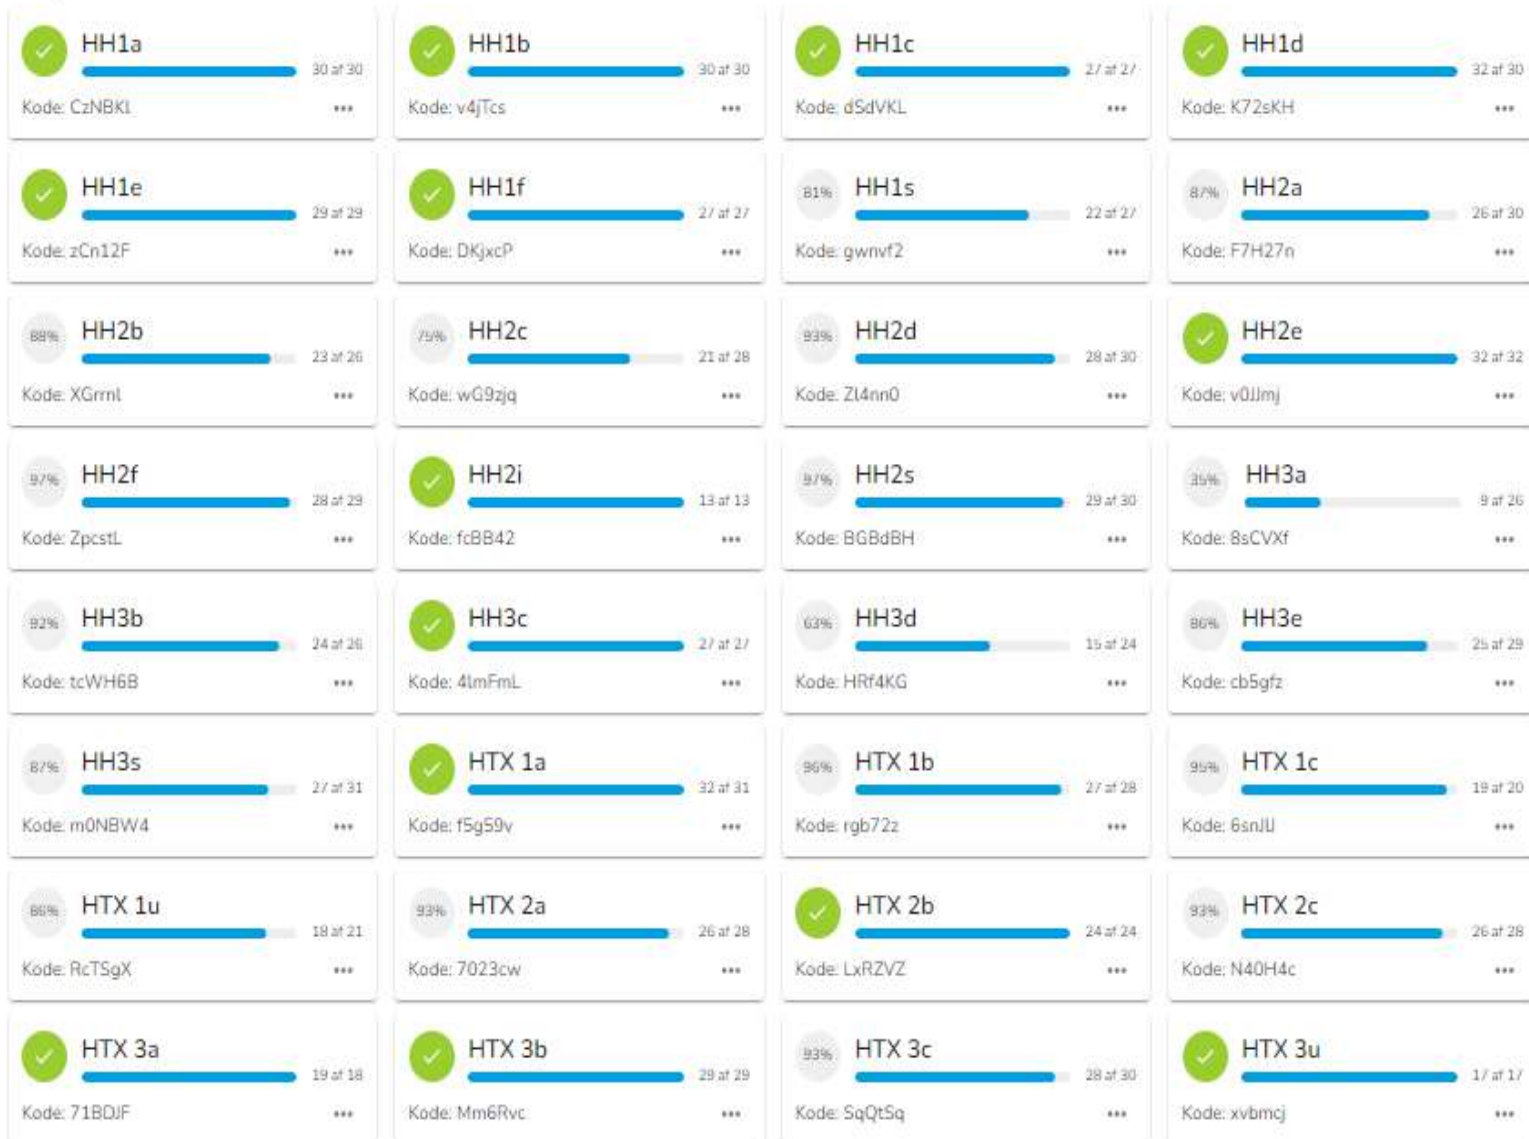 HH1a
30 af 30
Kode: CzNBKl
HH1b
30 af 30
Kode: v4jTcs
HH1c
27 af 27
Kode: dSdVKL
HH1d
32 af 30
Kode: K72sKH
HH1e
29 af 29
Kode: zCn12F
HH1f
27 af 27
Kode: DKjxcP
81%
HH1s
22 af 27
Kode: gwnvf2
87%
HH2a
26 af 30
Kode: F7H27n
88%
HH2b
23 af 26
Kode: XGrrnl
75%
HH2c
21 af 28
Kode: wG9zjq
93%
HH2d
28 af 30
Kode: Zl4nn0
HH2e
32 af 32
Kode: v0JJmj
97%
HH2f
28 af 29
Kode: ZpcstL
HH2i
13 af 13
Kode: fcBB42
97%
HH2s
29 af 30
Kode: BGBdBH
35%
HH3a
9 af 26
Kode: 8sCVXf
92%
HH3b
24 af 26
Kode: tcWH6B
HH3c
27 af 27
Kode: 4lmFmL
63%
HH3d
15 af 24
Kode: HRf4KG
86%
HH3e
25 af 29
Kode: cb5gfz
87%
HH3s
27 af 31
Kode: m0NBW4
HTX 1a
32 af 31
Kode: f5g59v
96%
HTX 1b
27 af 28
Kode: rgb72z
95%
HTX 1c
19 af 20
Kode: 6snJlJ
86%
HTX 1u
18 af 21
Kode: RcTSgX
93%
HTX 2a
26 af 28
Kode: 7023cw
HTX 2b
24 af 24
Kode: LxRZVZ
93%
HTX 2c
26 af 28
Kode: N40H4c
HTX 3a
19 af 18
Kode: 71BDJF
HTX 3b
29 af 29
Kode: Mm6Rvc
93%
HTX 3c
28 af 30
Kode: SqQtSq
HTX 3u
17 af 17
Kode: xvbmcj